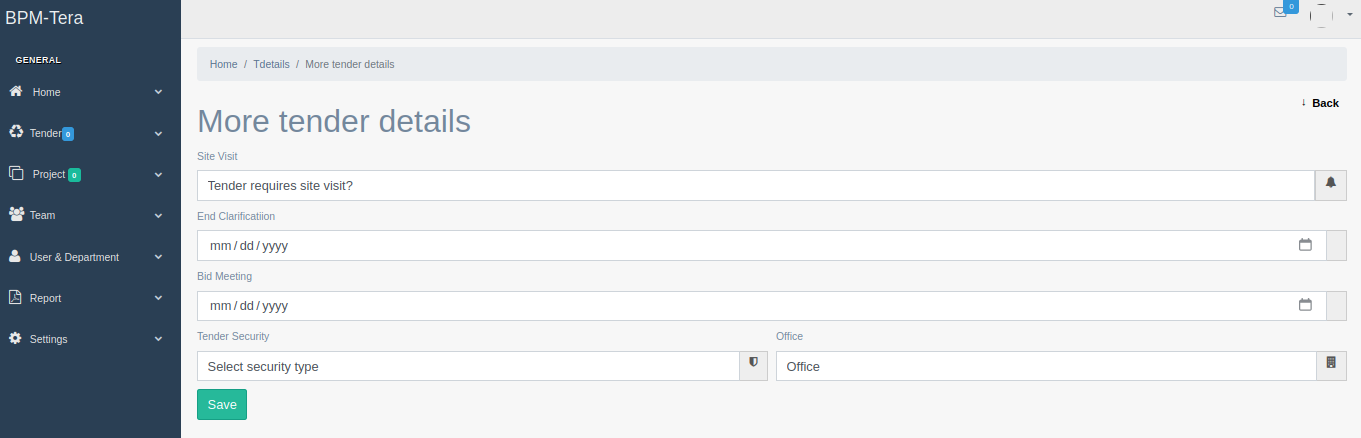 BPM-Tera
0
GENERAL
Home
Tender 0
Project 0
Team
User & Department
Report
Settings
Home / Tdetails / More tender details
↓ Back
More tender details
Site Visit
Tender requires site visit?
End Clarificatiion
mm/dd/yyyy
Bid Meeting
mm/dd/yyyy
Tender Security Office
Select security type Office
Save